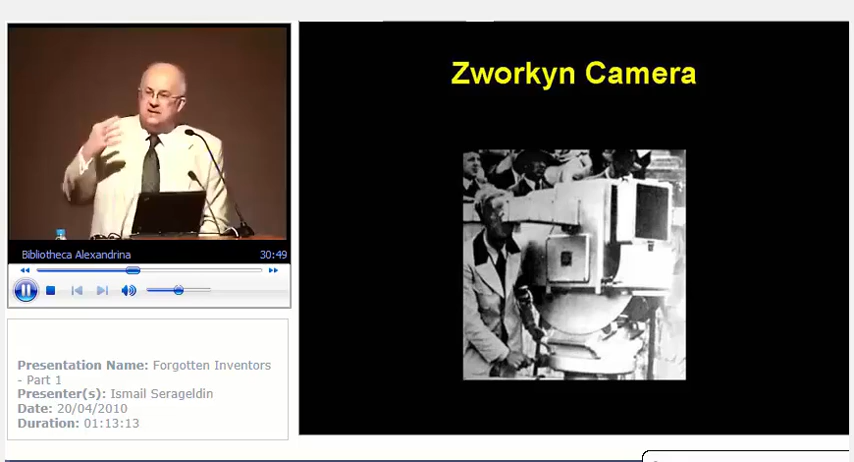 Zworkyn Camera
Bibliotheca Alexandrina 30:49
Presentation Name: Forgotten Inventors
- Part 1
Presenter(s): Ismail Serageldin
Date: 20/04/2010
Duration: 01:13:13